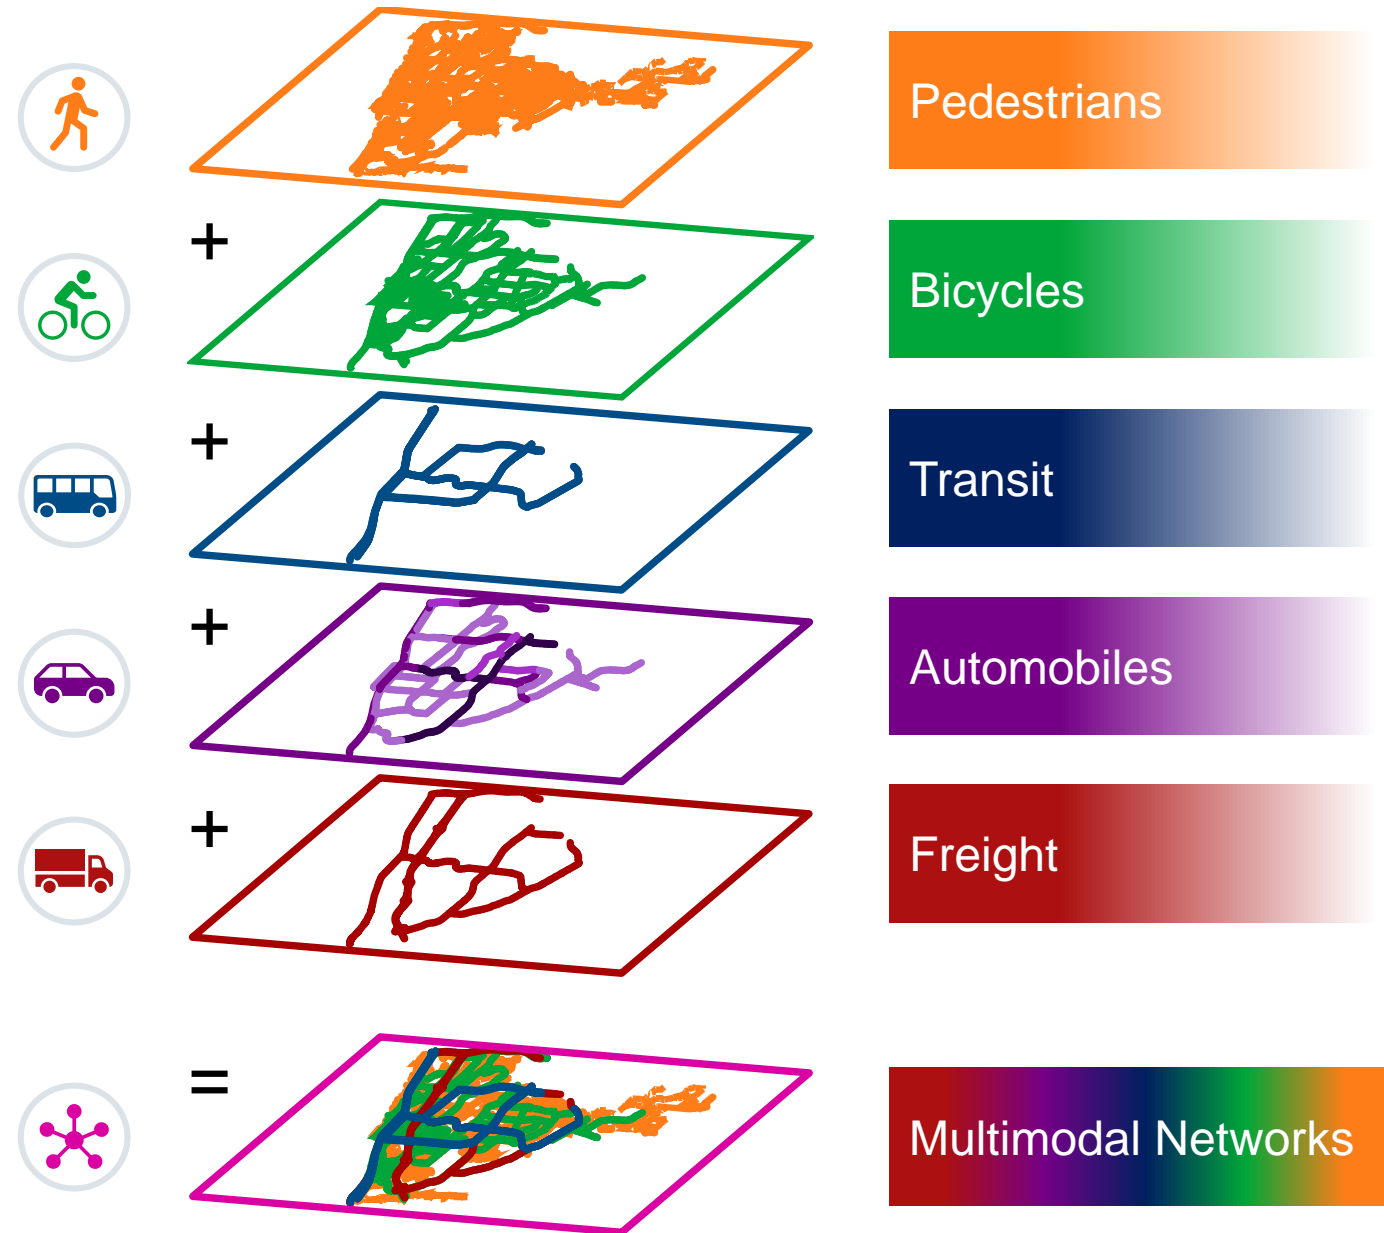 Pedestrians
+
Bicycles
+
Transit
+
Automobiles
+
Freight
=
Multimodal Networks